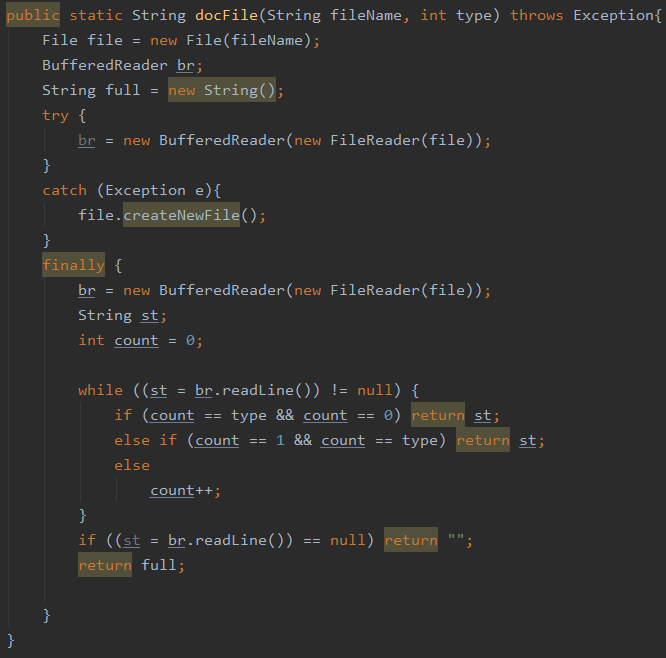 public static String docFile(String fileName, int type) throws Exception{
    File file = new File(fileName);
    BufferedReader br;
    String full = new String();
    try {
        br = new BufferedReader(new FileReader(file));
    }
    catch (Exception e){
        file.createNewFile();
    }
    finally {
        br = new BufferedReader(new FileReader(file));
        String st;
        int count = 0;

        while ((st = br.readLine()) != null) {
            if (count == type && count == 0) return st;
            else if (count == 1 && count == type) return st;
            else
                count++;
        }
        if ((st = br.readLine()) == null) return "";
        return full;

    }
}